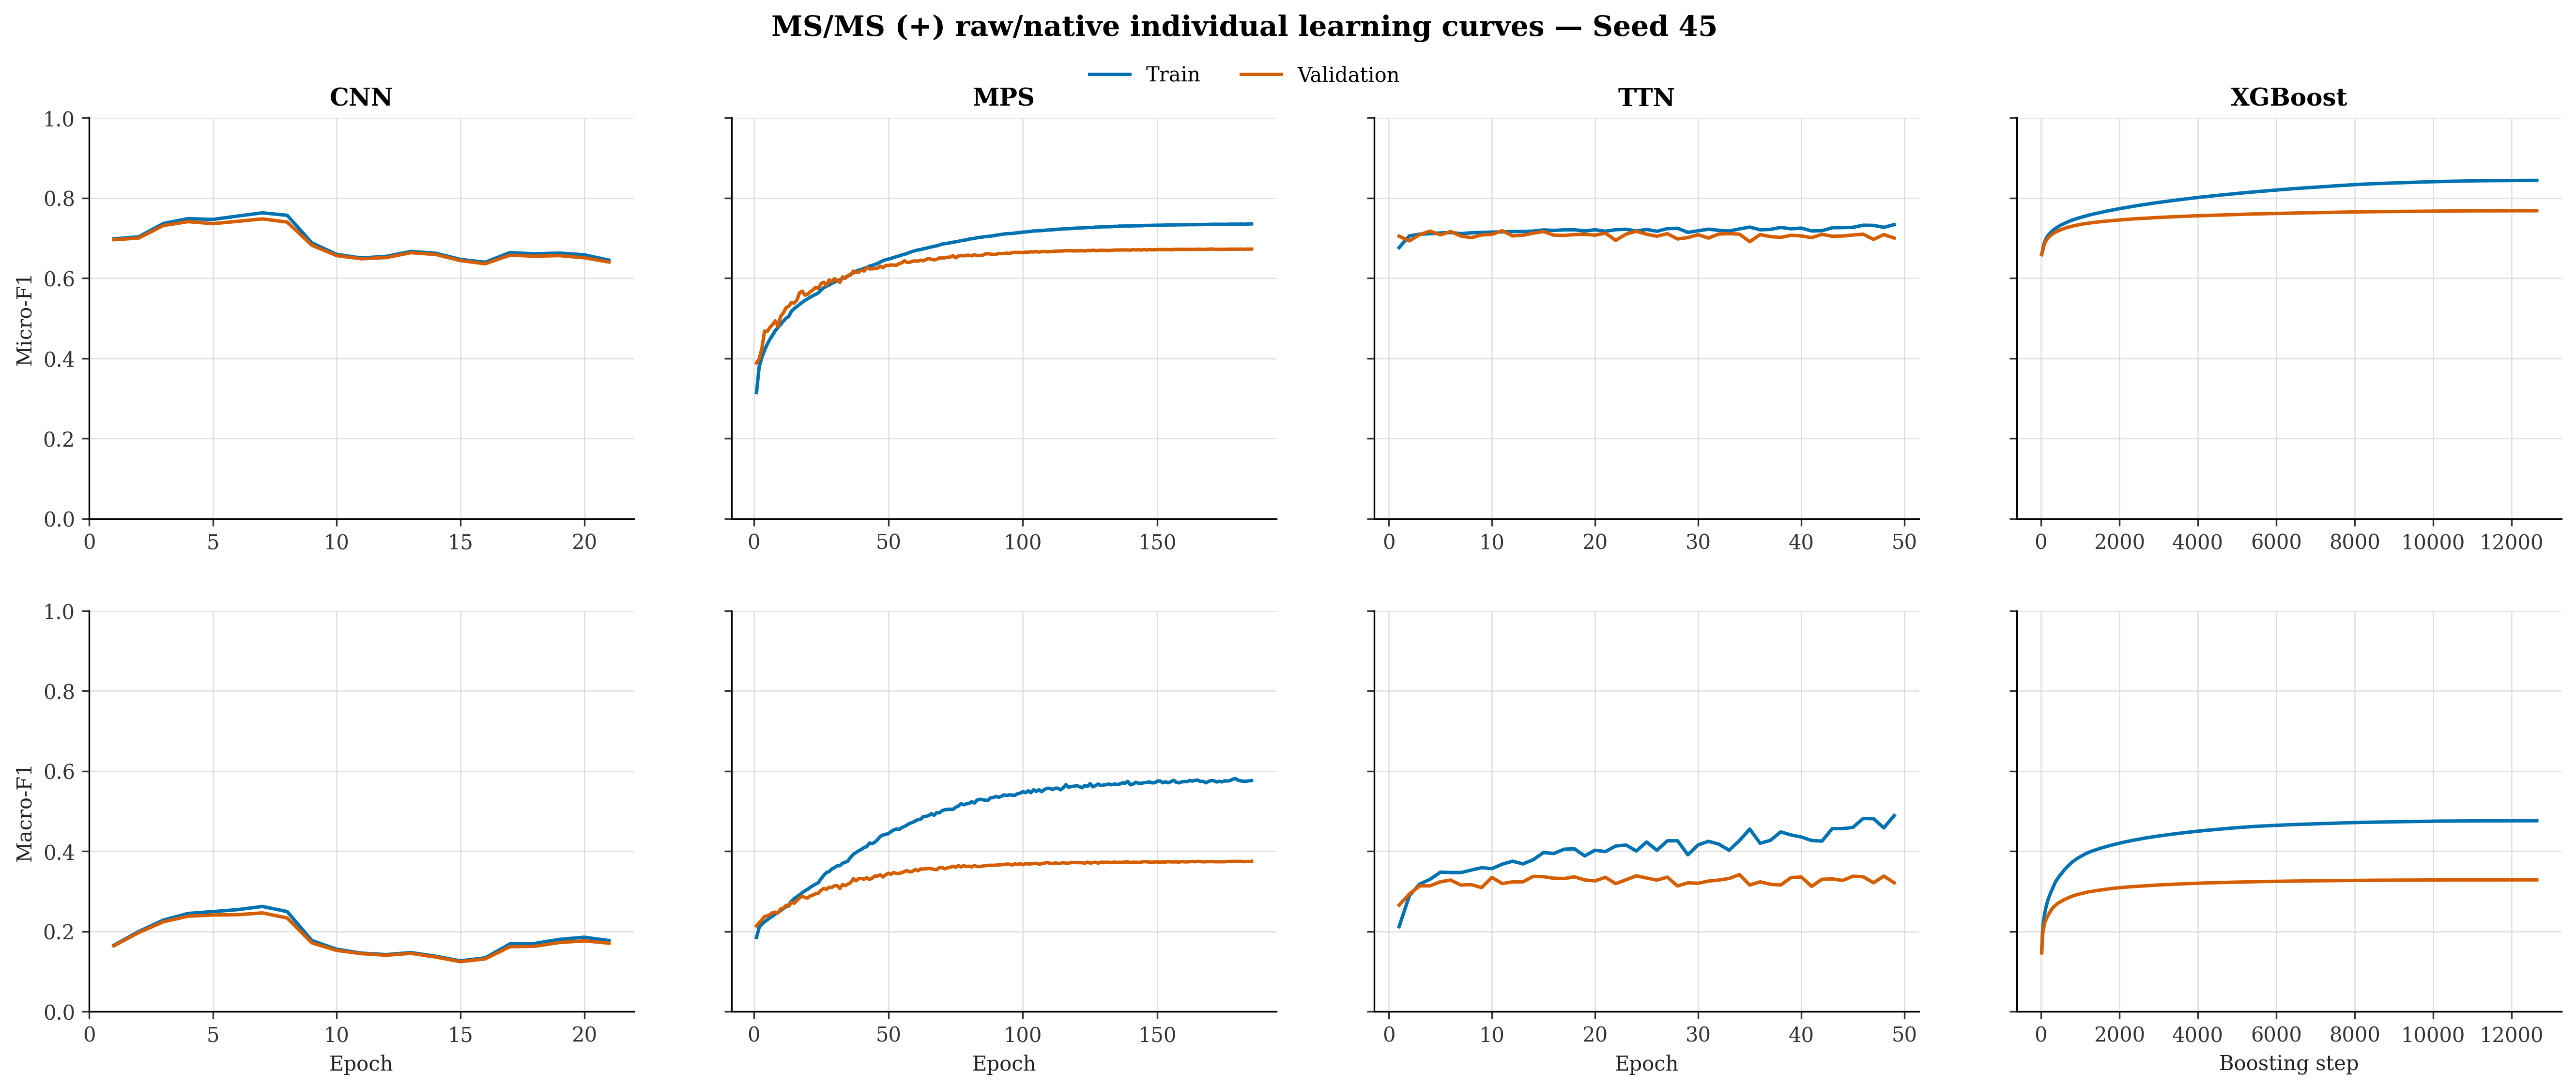 MS/MS (+) raw/native individual learning curves — Seed 45
Train Validation
CNN MPS TTN XGBoost
Micro-F1
1.0
0.8
0.6
0.4
0.2
0.0
0 5 10 15 20
0 50 100 150
0 10 20 30 40 50
0 2000 4000 6000 8000 10000 12000
Macro-F1
1.0
0.8
0.6
0.4
0.2
0.0
0 5 10 15 20
0 50 100 150
0 10 20 30 40 50
0 2000 4000 6000 8000 10000 12000
Epoch Epoch Epoch Boosting step